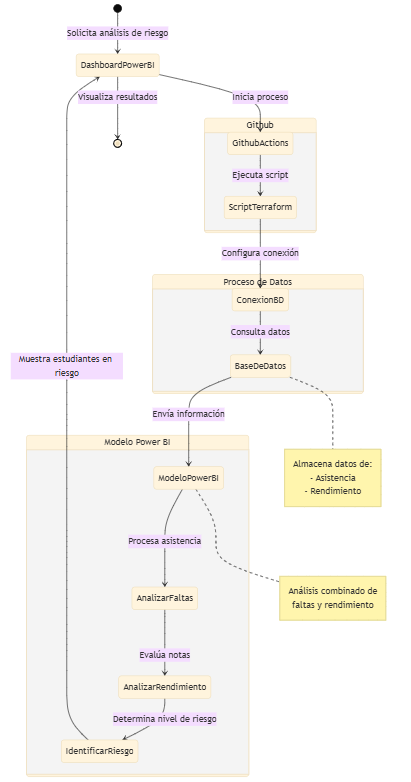 Solicita análisis de riesgo
DashboardPowerBI
Visualiza resultados
Inicia proceso
Github
GithubActions
Ejecuta script
ScriptTerraform
Configura conexión
Proceso de Datos
ConexionBD
Consulta datos
BaseDeDatos
Muestra estudiantes en
riesgo
Envía información
Almacena datos de:
- Asistencia
- Rendimiento
Modelo Power BI
ModeloPowerBI
Procesa asistencia
Análisis combinado de
faltas y rendimiento
AnalizarFaltas
Evalúa notas
AnalizarRendimiento
Determina nivel de riesgo
IdentificarRiesgo